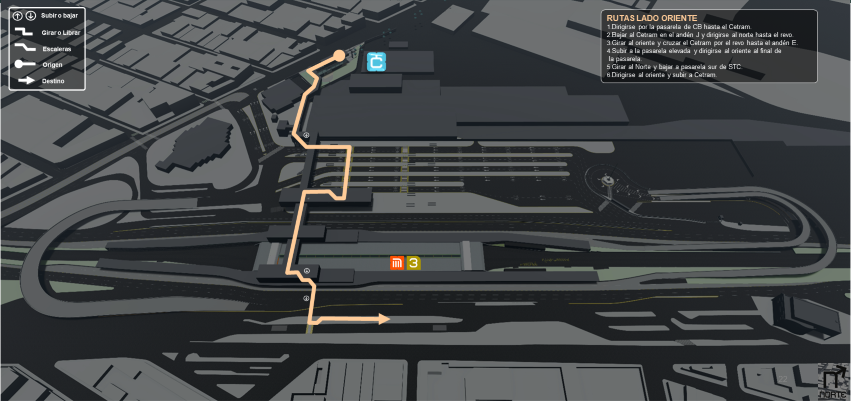 Subir o bajar
Girar o Librar
Escaleras
Origen
Destino
RUTAS LADO ORIENTE
1.Dirigirse por la pasarela de CB hasta el Cetram.
2.Bajar al Cetram en el andén J y dirigirse al norte hasta el revo.
3.Girar al oriente y cruzar el Cetram por el revo hasta el andén E.
4.Subir a la pasarela elevada y dirigirse al oriente al final de
la pasarela
5.Girar al Norte y bajar a pasarela sur de STC
6.Dirigirse al oriente y subir a Cetram.
3
NORTE